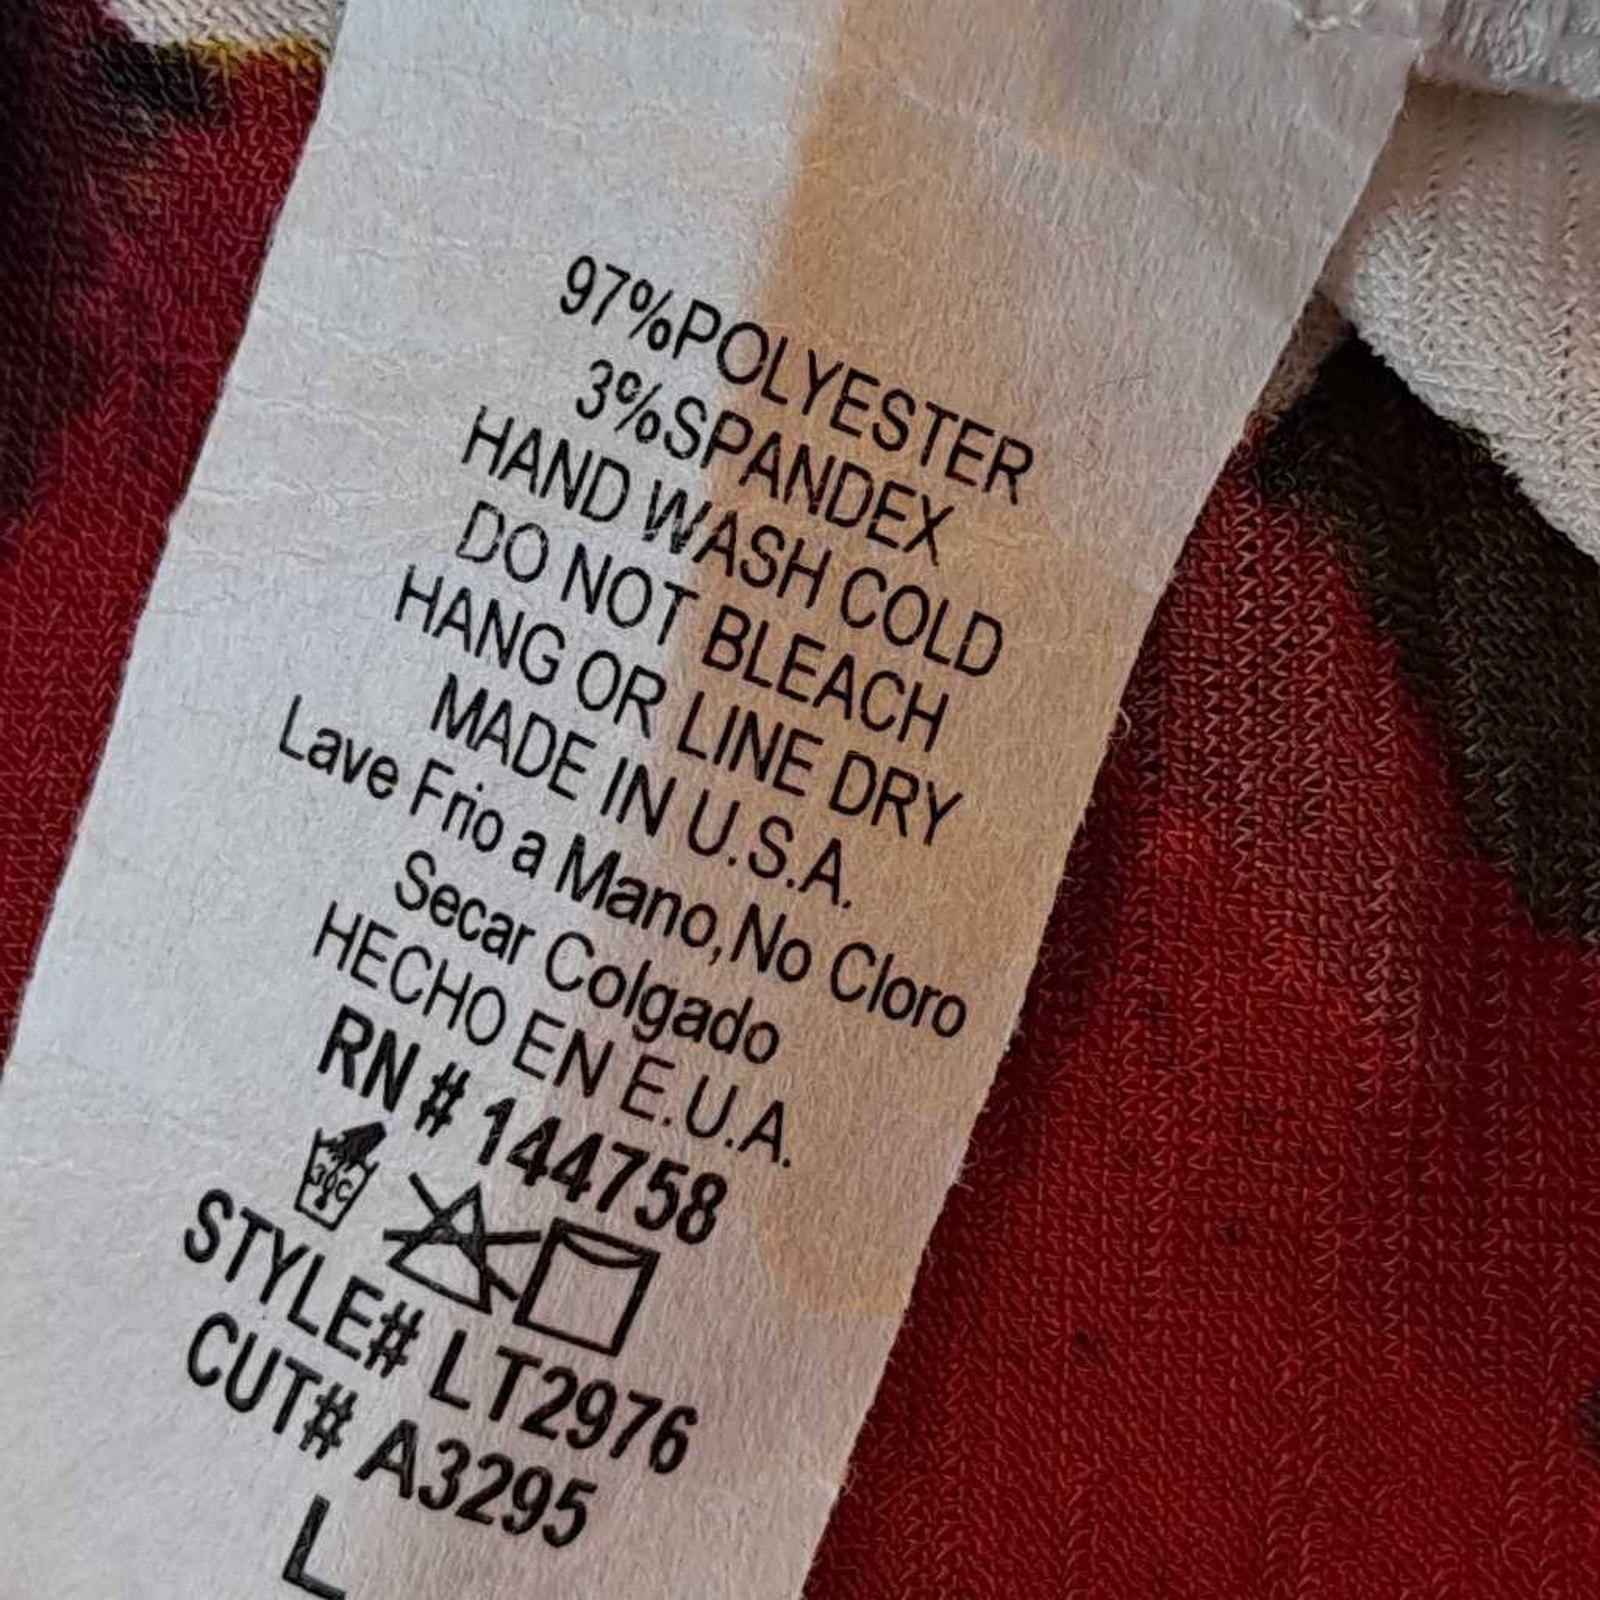 97%POLYESTER
3%SPANDEX
HAND WASH COLD
DO NOT BLEACH
HANG OR LINE DRY
MADE IN U.S.A.
Lave Frio a Mano,No Cloro
Secar Colgado
HECHO EN E.U.A.
RN # 144758
30C
STYLE# LT2976
CUT# A3295
L